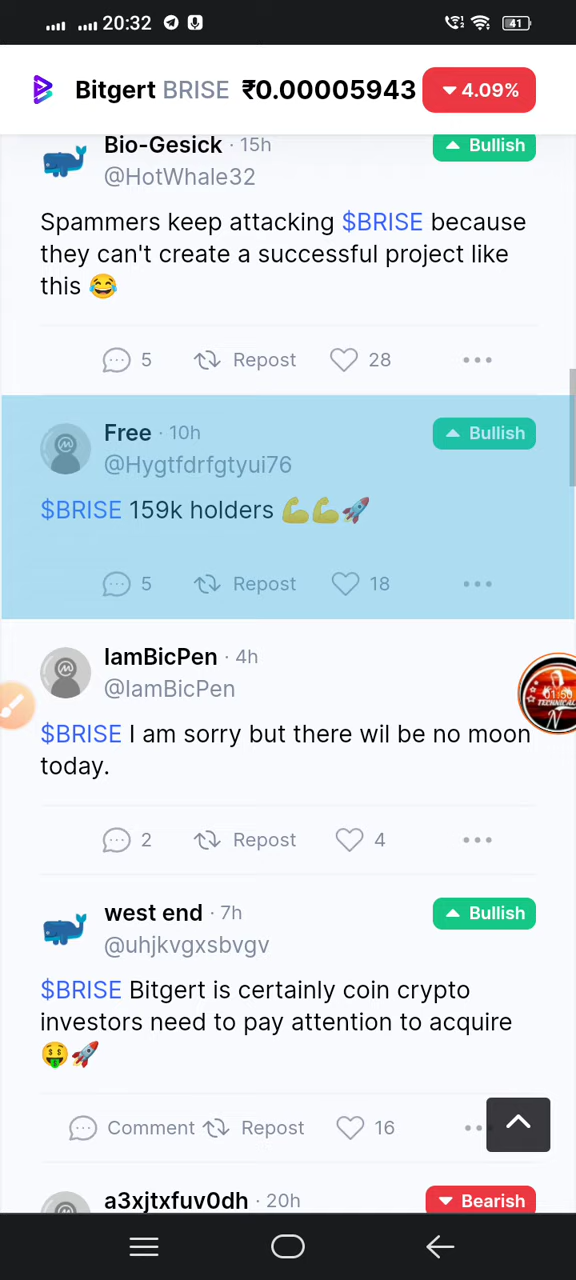 20:32 41
Bitgert BRISE ₹0.00005943 4.09%
Bio-Gesick · 15h Bullish
@HotWhale32
Spammers keep attacking $BRISE because
they can't create a successful project like
this 😂
5 Repost 28
Free · 10h Bullish
@Hygtfdrfgtyui76
$BRISE 159k holders 💪💪🚀
5 Repost 18
IamBicPen · 4h
@IamBicPen
01:50
TECHNICAL
N
$BRISE I am sorry but there wil be no moon
today.
2 Repost 4
west end · 7h Bullish
@uhjkvgxsbvgv
$BRISE Bitgert is certainly coin crypto
investors need to pay attention to acquire
🤑🚀
Comment Repost 16
a3xjtxfuv0dh · 20h Bearish